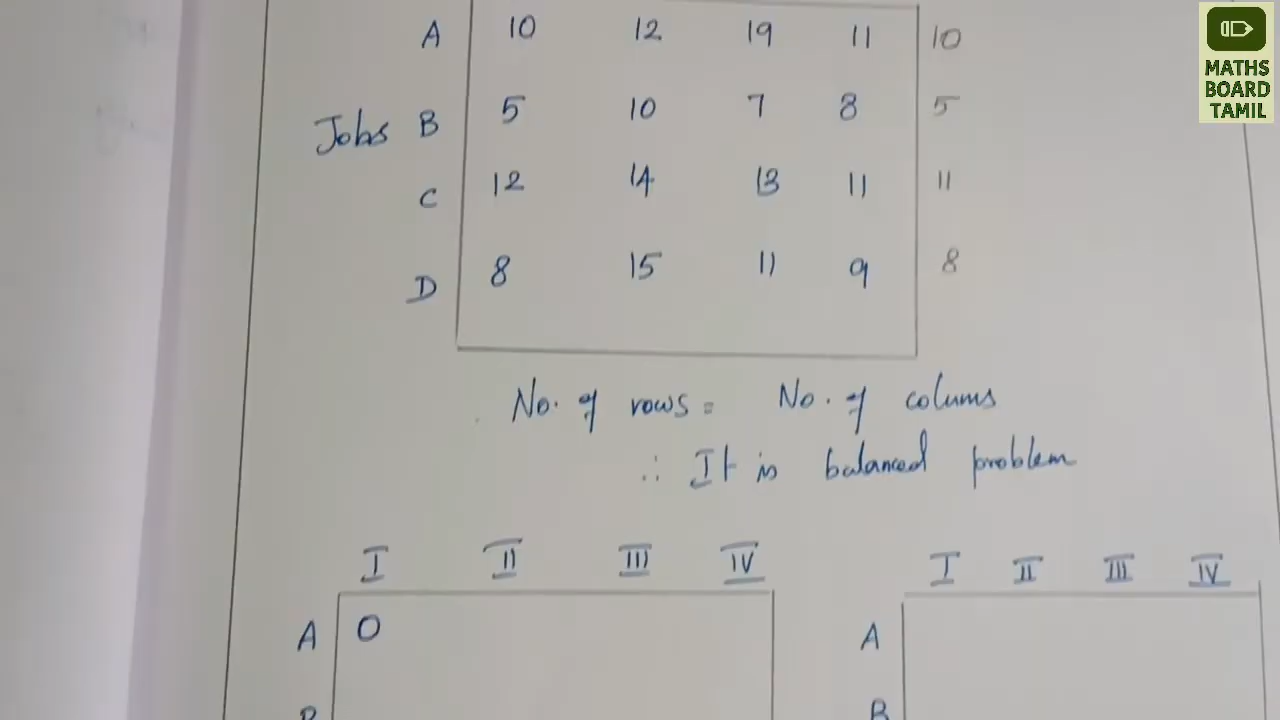 A 10 12 19 11 10
Jobs B 5 10 7 8 5
C 12 14 13 11 11
D 8 15 11 9 8
No. of rows = No. of colums
∴ It is balanced problem
I II III IV
A 0
B
I II III IV
A
B
MATHS
BOARD
TAMIL